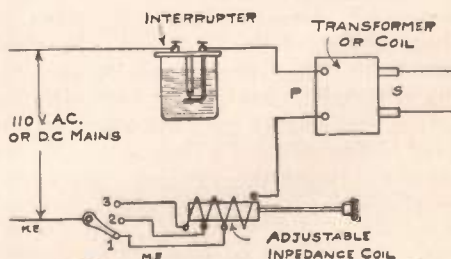 INTERRUPTER
TRANSFORMER
OR COIL
P
S
110 V A.C.
OR D.C MAINS
3
2
1
M.E.
M.E
ADJUSTABLE
INPEDANCE COIL